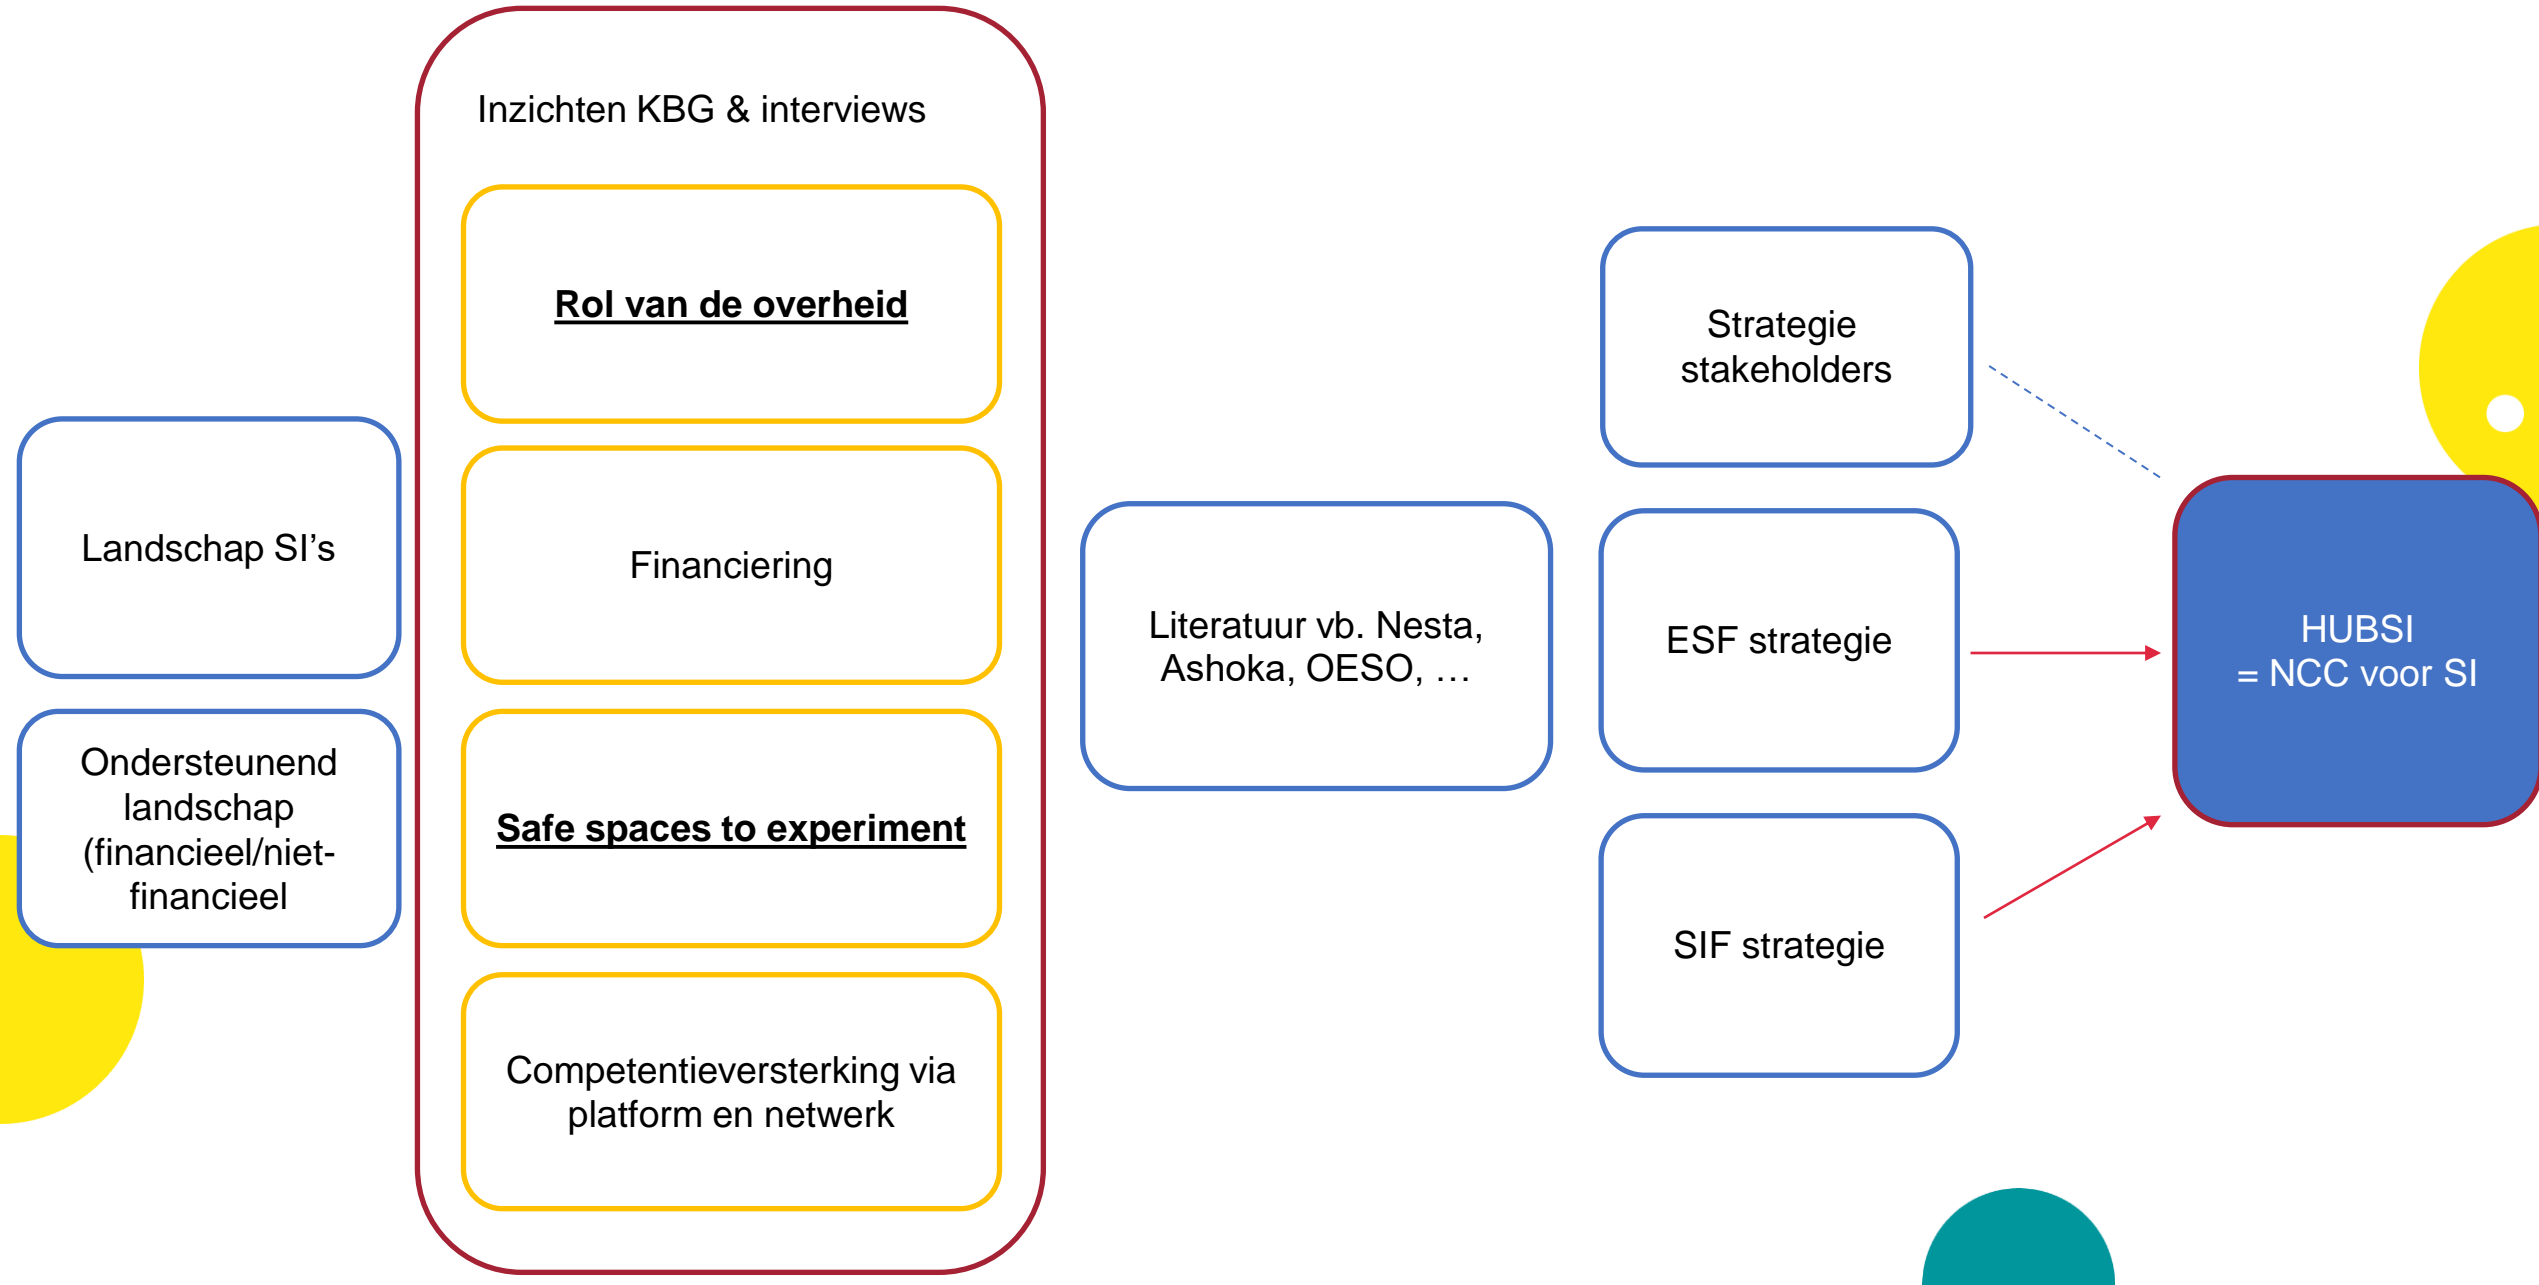 Inzichten KBG & interviews
Rol van de overheid
Financiering
Safe spaces to experiment
Competentieversterking via
platform en netwerk
Landschap SI’s
Ondersteunend
landschap
(financieel/niet-
financieel
Literatuur vb. Nesta,
Ashoka, OESO, …
Strategie
stakeholders
ESF strategie
SIF strategie
HUBSI
= NCC voor SI